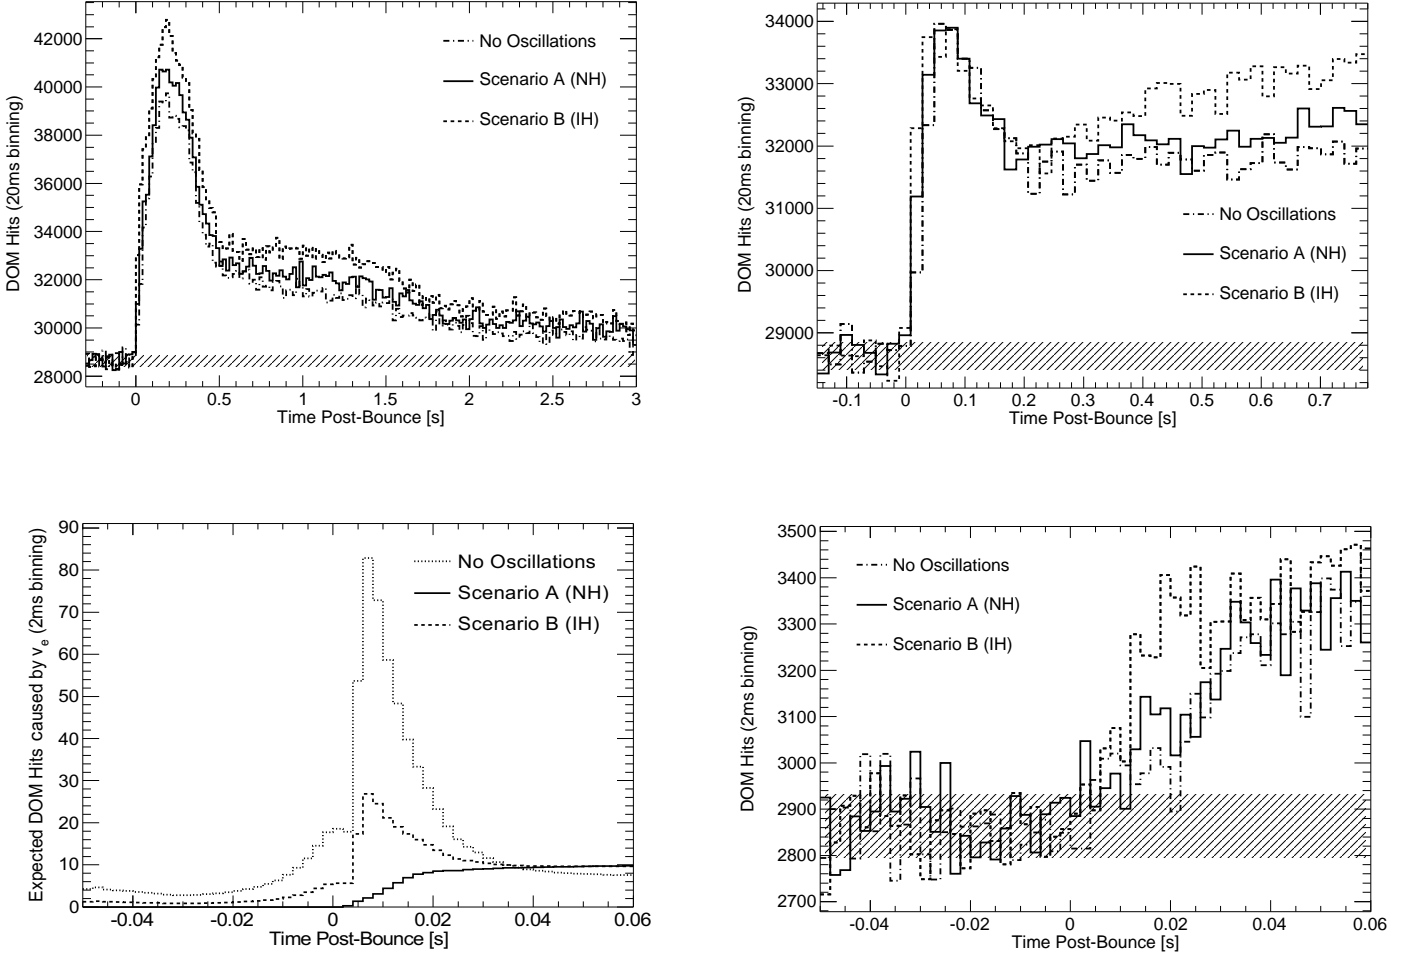 42000
40000
38000
36000
34000
32000
30000
28000
DOM Hits (20ms binning)
No Oscillations
Scenario A (NH)
Scenario B (IH)
0 0.5 1 1.5 2 2.5 3
Time Post-Bounce [s]
34000
33000
32000
31000
30000
29000
DOM Hits (20ms binning)
No Oscillations
Scenario A (NH)
Scenario B (IH)
-0.1 0 0.1 0.2 0.3 0.4 0.5 0.6 0.7
Time Post-Bounce [s]
90
80
70
60
50
40
30
20
10
0
Expected DOM Hits caused by ν_e (2ms binning)
No Oscillations
Scenario A (NH)
Scenario B (IH)
-0.04 -0.02 0 0.02 0.04 0.06
Time Post-Bounce [s]
3500
3400
3300
3200
3100
3000
2900
2800
2700
DOM Hits (2ms binning)
No Oscillations
Scenario A (NH)
Scenario B (IH)
-0.04 -0.02 0 0.02 0.04 0.06
Time Post-Bounce [s]